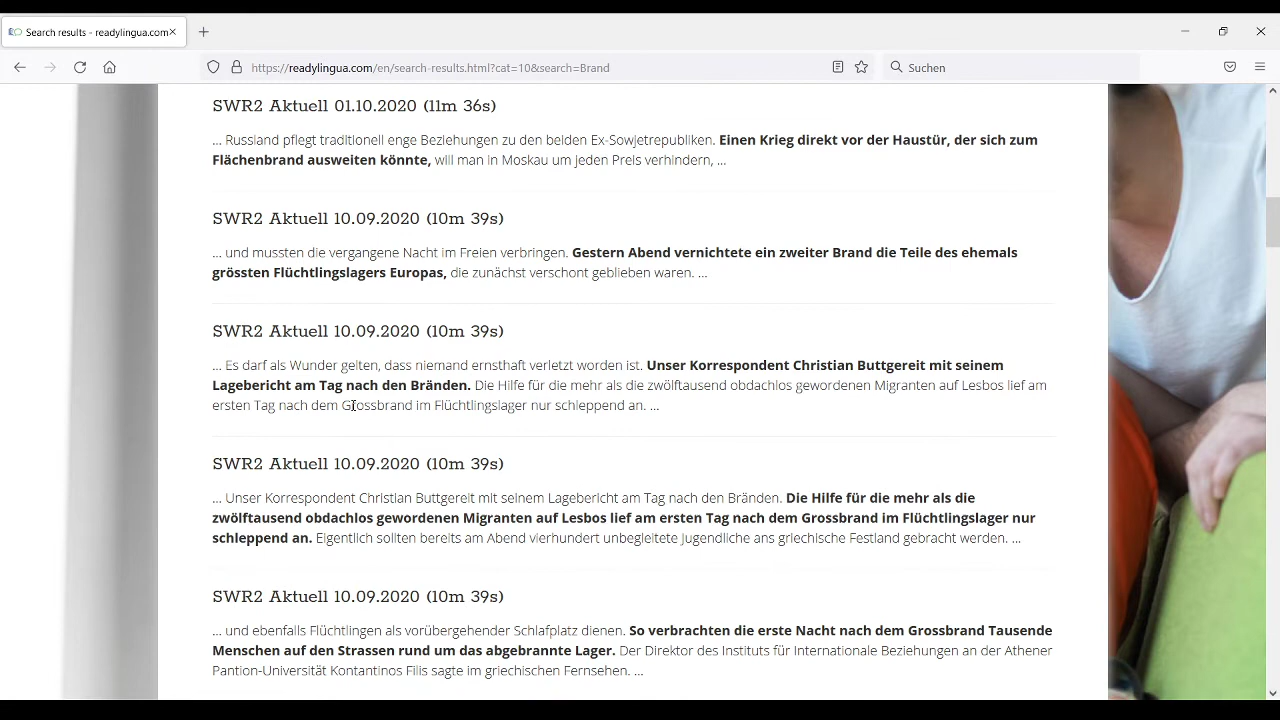 Search results - readylingua.com
https://readylingua.com/en/search-results.html?cat=10&search=Brand
Suchen
SWR2 Aktuell 01.10.2020 (11m 36s)
... Russland pflegt traditionell enge Beziehungen zu den beiden Ex-Sowjetrepubliken. Einen Krieg direkt vor der Haustür, der sich zum
Flächenbrand ausweiten könnte, will man in Moskau um jeden Preis verhindern, ...
SWR2 Aktuell 10.09.2020 (10m 39s)
... und mussten die vergangene Nacht im Freien verbringen. Gestern Abend vernichtete ein zweiter Brand die Teile des ehemals
grössten Flüchtlingslagers Europas, die zunächst verschont geblieben waren. ...
SWR2 Aktuell 10.09.2020 (10m 39s)
... Es darf als Wunder gelten, dass niemand ernsthaft verletzt worden ist. Unser Korrespondent Christian Buttgereit mit seinem
Lagebericht am Tag nach den Bränden. Die Hilfe für die mehr als die zwölftausend obdachlos gewordenen Migranten auf Lesbos lief am
ersten Tag nach dem Grossbrand im Flüchtlingslager nur schleppend an. ...
SWR2 Aktuell 10.09.2020 (10m 39s)
... Unser Korrespondent Christian Buttgereit mit seinem Lagebericht am Tag nach den Bränden. Die Hilfe für die mehr als die
zwölftausend obdachlos gewordenen Migranten auf Lesbos lief am ersten Tag nach dem Grossbrand im Flüchtlingslager nur
schleppend an. Eigentlich sollten bereits am Abend vierhundert unbegleitete Jugendliche ans griechische Festland gebracht werden. ...
SWR2 Aktuell 10.09.2020 (10m 39s)
... und ebenfalls Flüchtlingen als vorübergehender Schlafplatz dienen. So verbrachten die erste Nacht nach dem Grossbrand Tausende
Menschen auf den Strassen rund um das abgebrannte Lager. Der Direktor des Instituts für Internationale Beziehungen an der Athener
Pantion-Universität Kontantinos Filis sagte im griechischen Fernsehen. ...